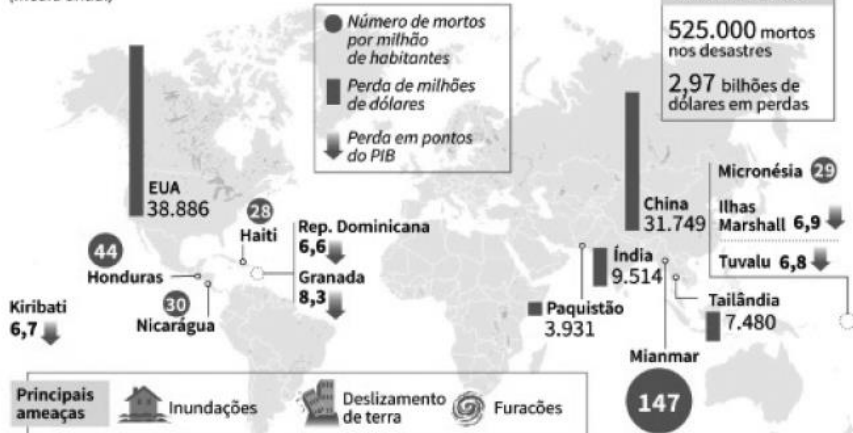 Número de mortos
por milhão
de habitantes
Perda de milhões
de dólares
Perda em pontos
do PIB
525.000 mortos
nos desastres
2,97 bilhões de
dólares em perdas
EUA
38.886
28
Haiti
Rep. Dominicana
6,6
44
Honduras
Granada
8,3
30
Nicarágua
Kiribati
6,7
China
31.749
Índia
9.514
Paquistão
3.931
Micronésia 29
Ilhas
Marshall 6,9
Tuvalu 6,8
Tailândia
7.480
Mianmar
147
Principais
ameaças
Inundações
Deslizamento
de terra
Furacões